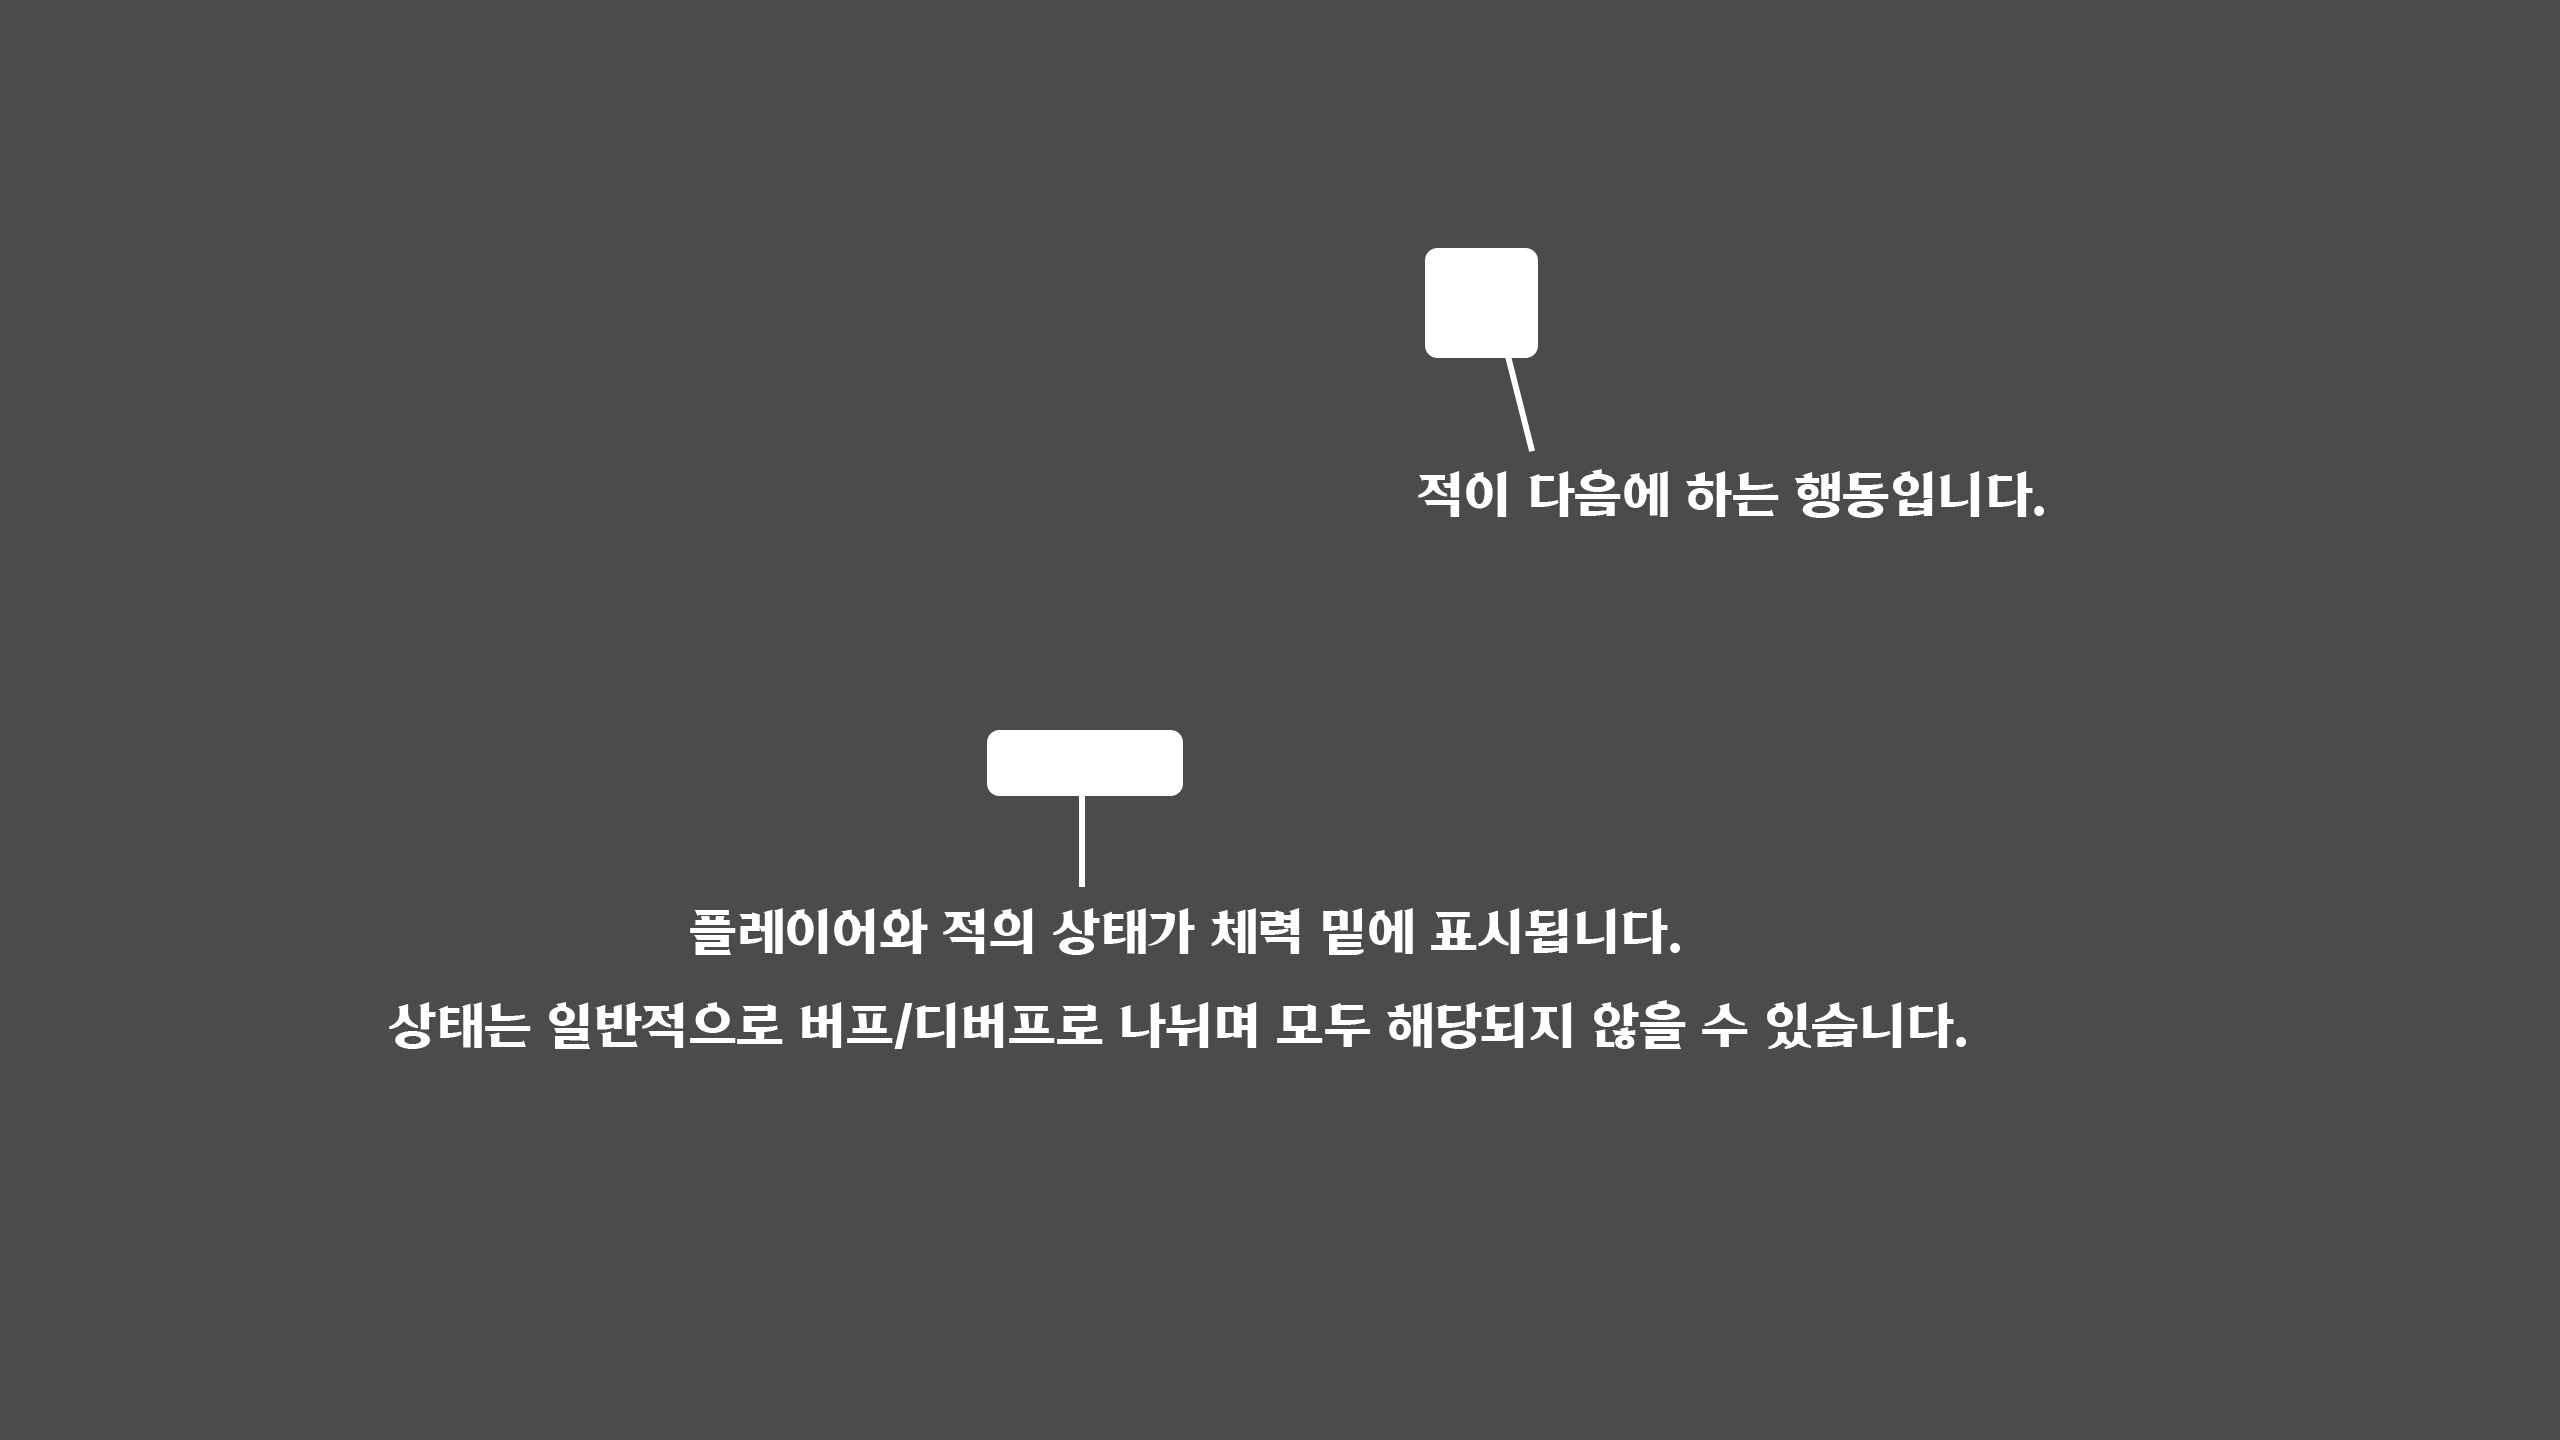 적이 다음에 하는 행동입니다.
플레이어와 적의 상태가 체력 밑에 표시됩니다.
상태는 일반적으로 버프/디버프로 나뉘며 모두 해당되지 않을 수 있습니다.